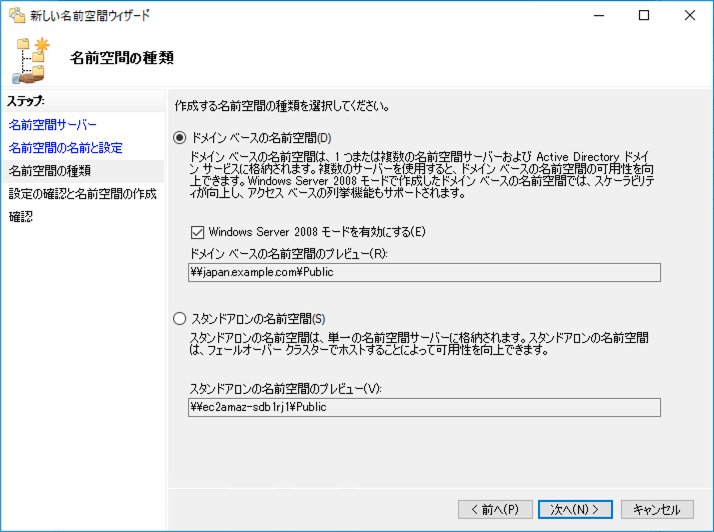 新しい名前空間ウィザード
名前空間の種類
ステップ:
名前空間サーバー
名前空間の名前と設定
名前空間の種類
設定の確認と名前空間の作成
確認
作成する名前空間の種類を選択してください。
ドメイン ベースの名前空間(D)
ドメイン ベースの名前空間は、1 つまたは複数の名前空間サーバーおよび Active Directory ドメイ
ン サービスに格納されます。複数のサーバーを使用すると、ドメイン ベースの名前空間の可用性を向
上できます。Windows Server 2008 モードで作成したドメイン ベースの名前空間では、スケーラビリティ
が向上し、アクセス ベースの列挙機能もサポートされます。
Windows Server 2008 モードを有効にする(E)
ドメイン ベースの名前空間のプレビュー(R):
¥¥japan.example.com¥Public
スタンドアロンの名前空間(S)
スタンドアロンの名前空間は、単一の名前空間サーバーに格納されます。スタンドアロンの名前空間
は、フェールオーバー クラスターでホストすることによって可用性を向上できます。
スタンドアロンの名前空間のプレビュー(V):
¥¥ec2amaz-sdb1rj1¥Public
< 前へ(P)
次へ(N) >
キャンセル